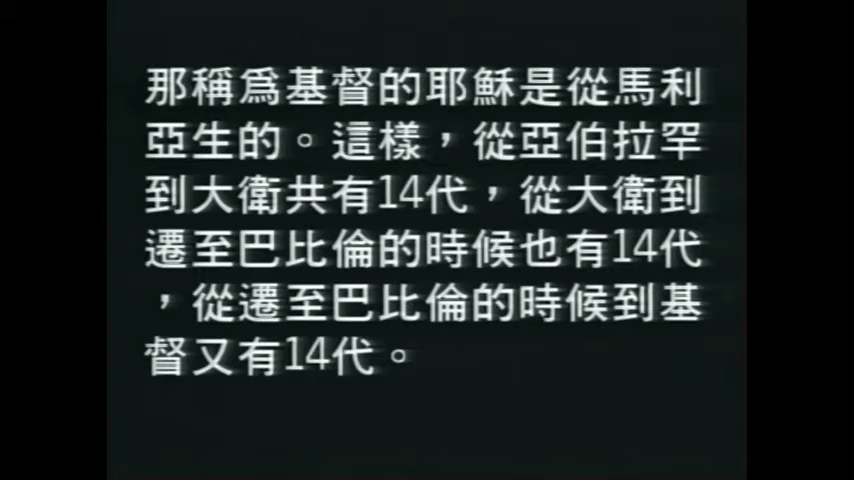 那稱爲基督的耶穌是從馬利
亞生的。這樣，從亞伯拉罕
到大衛共有14代，從大衛到
遷至巴比倫的時候也有14代
，從遷至巴比倫的時候到基
督又有14代。